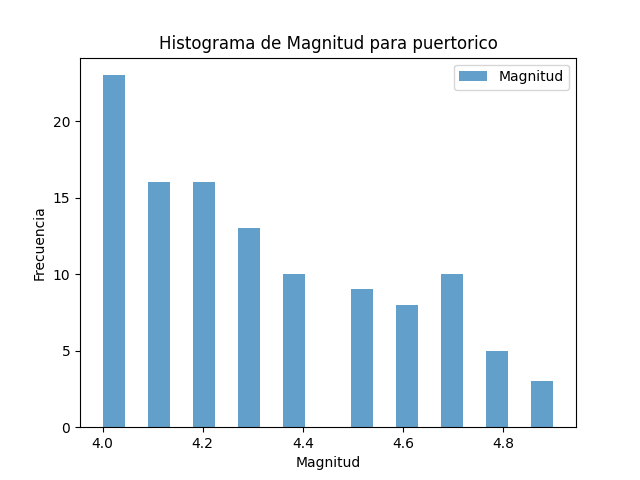 Histograma de Magnitud para puertorico
Magnitud
Frecuencia
20
15
10
5
0
4.0 4.2 4.4 4.6 4.8
Magnitud